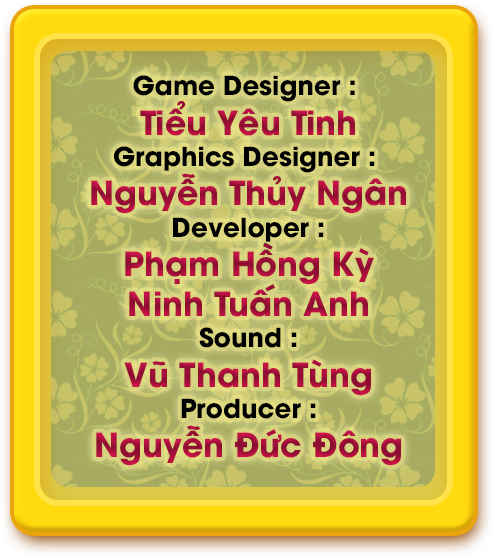 Game Designer :
Tiểu Yêu Tinh
Graphics Designer :
Nguyễn Thủy Ngân
Developer :
Phạm Hồng Kỳ
Ninh Tuấn Anh
Sound :
Vũ Thanh Tùng
Producer :
Nguyễn Đức Đông